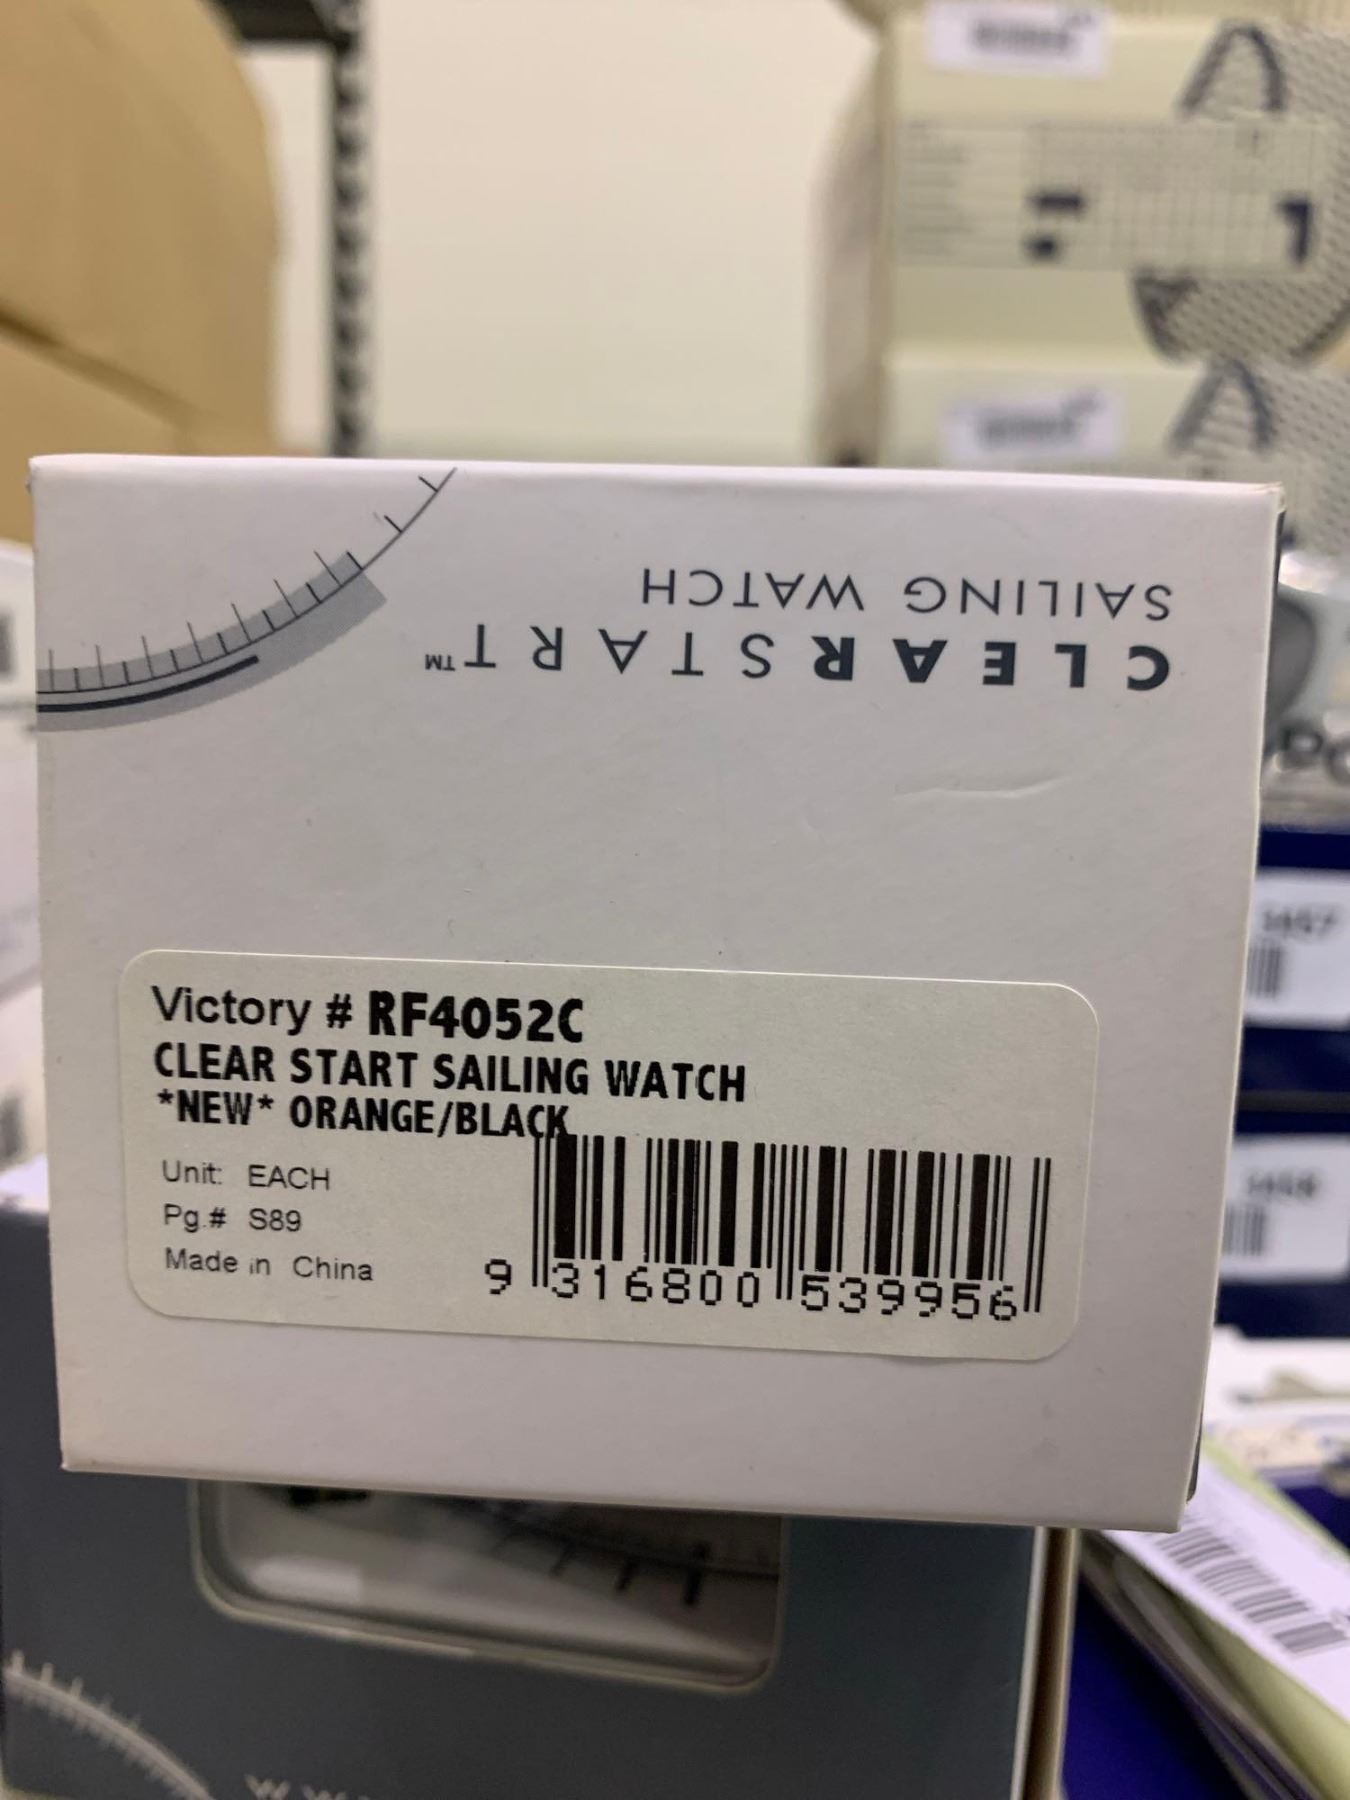 CLEARSTART™
SAILING WATCH
Victory # RF4052C
CLEAR START SAILING WATCH
*NEW* ORANGE/BLACK
Unit: EACH
Pg.# S89
Made in China
9 316800 539956